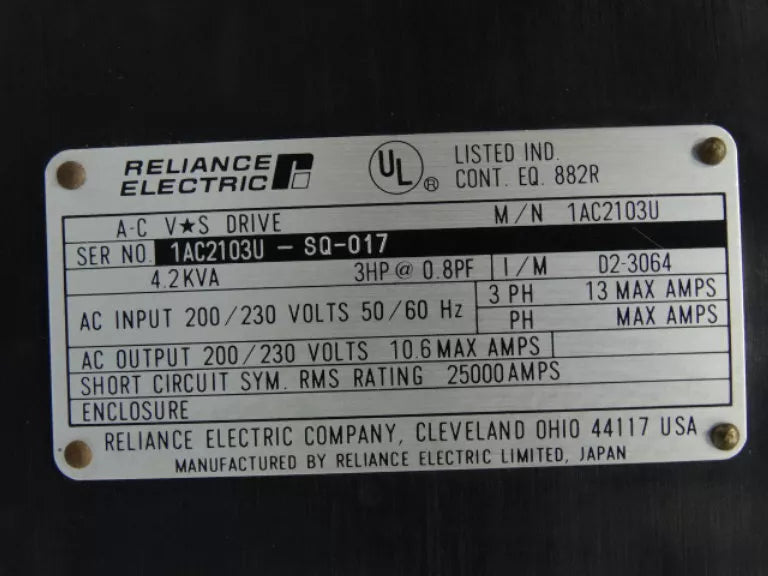 RELIANCE
ELECTRIC
UL ®
LISTED IND.
CONT. EQ. 882R
A-C V★S DRIVE M/N 1AC2103U
SER NO. 1AC2103U - SQ-017
4.2KVA 3HP @ 0.8PF I/M D2-3064
AC INPUT 200/230 VOLTS 50/60 Hz
3 PH 13 MAX AMPS
PH MAX AMPS
AC OUTPUT 200/230 VOLTS 10.6 MAX AMPS
SHORT CIRCUIT SYM. RMS RATING 25000AMPS
ENCLOSURE
RELIANCE ELECTRIC COMPANY, CLEVELAND OHIO 44117 USA
MANUFACTURED BY RELIANCE ELECTRIC LIMITED, JAPAN